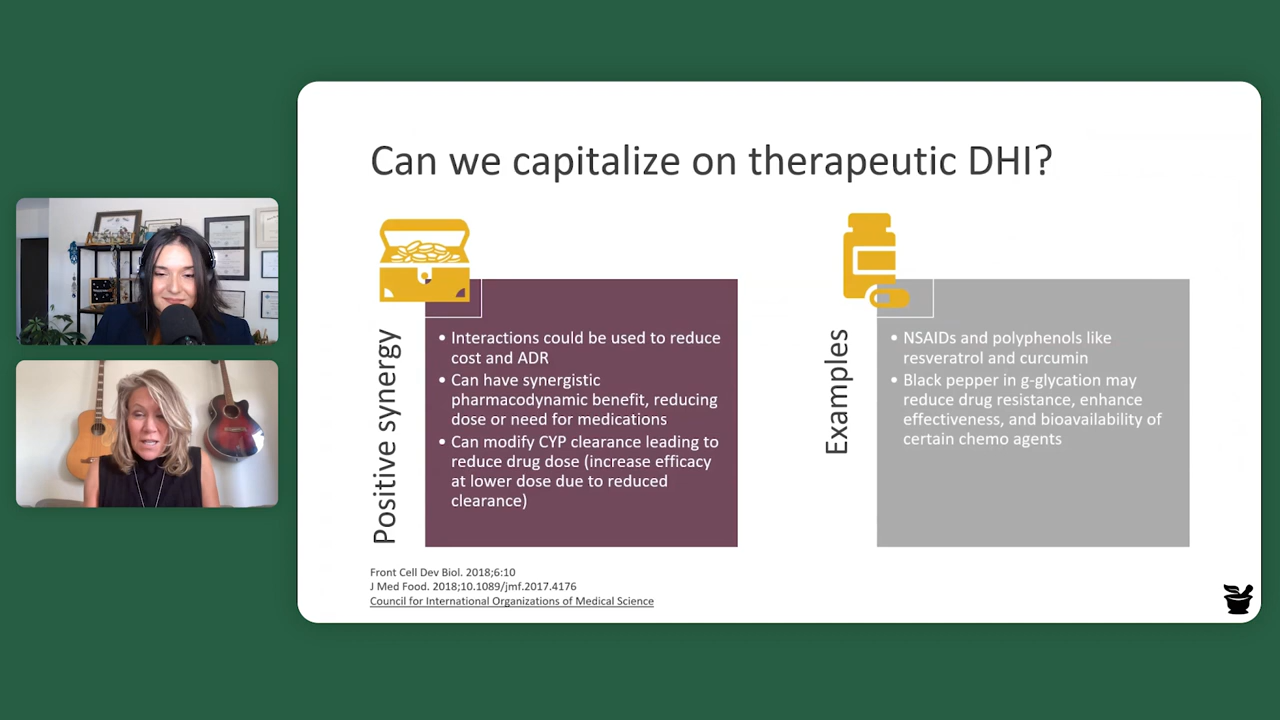 Can we capitalize on therapeutic DHI?
Positive synergy
• Interactions could be used to reduce
cost and ADR
• Can have synergistic
pharmacodynamic benefit, reducing
dose or need for medications
• Can modify CYP clearance leading to
reduce drug dose (increase efficacy
at lower dose due to reduced
clearance)
Examples
• NSAIDs and polyphenols like
resveratrol and curcumin
• Black pepper in g-glycation may
reduce drug resistance, enhance
effectiveness, and bioavailability of
certain chemo agents
Front Cell Dev Biol. 2018;6:10
J Med Food. 2018;10.1089/jmf.2017.4176
Council for International Organizations of Medical Science